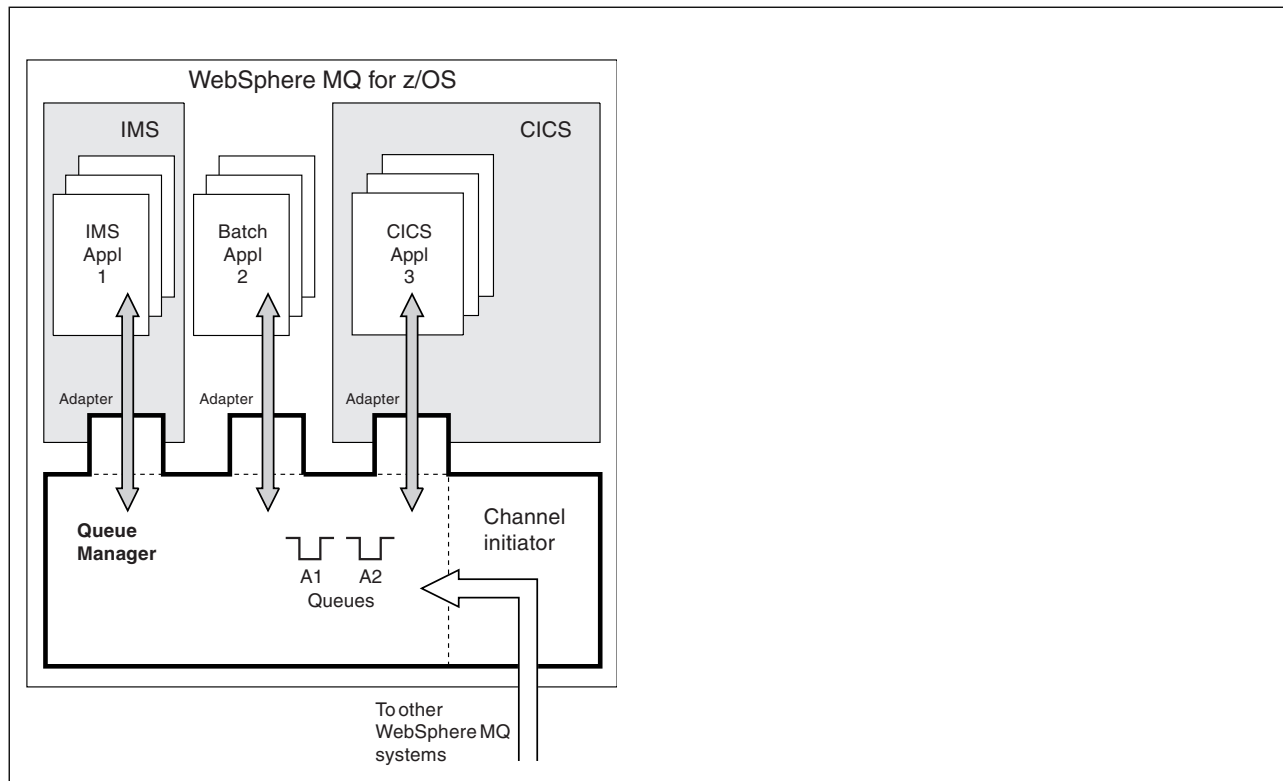 WebSphere MQ for z/OS
IMS
CICS
IMS
Appl
1
Batch
Appl
2
CICS
Appl
3
Adapter
Adapter
Adapter
Queue
Manager
Channel
initiator
A1
A2
Queues
To other
WebSphere MQ
systems